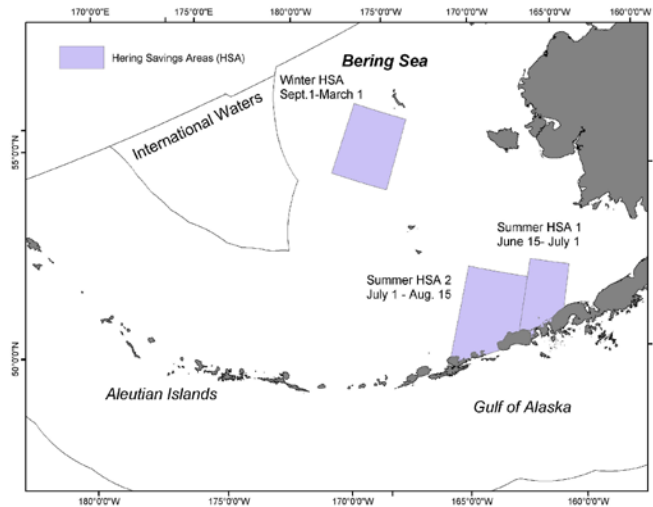 170°0'0"E
175°0'0"E
180°0'0"
175°0'0"W
170°0'0"W
165°0'0"W
160°0'0"W
Hering Savings Areas (HSA)
Bering Sea
Winter HSA
Sept.1-March 1
International Waters
55°0'0"N
Summer HSA 1
June 15- July 1
Summer HSA 2
July 1 - Aug. 15
50°0'0"N
Aleutian Islands
Gulf of Alaska
180°0'0"
175°0'0"W
170°0'0"W
165°0'0"W
160°0'0"W